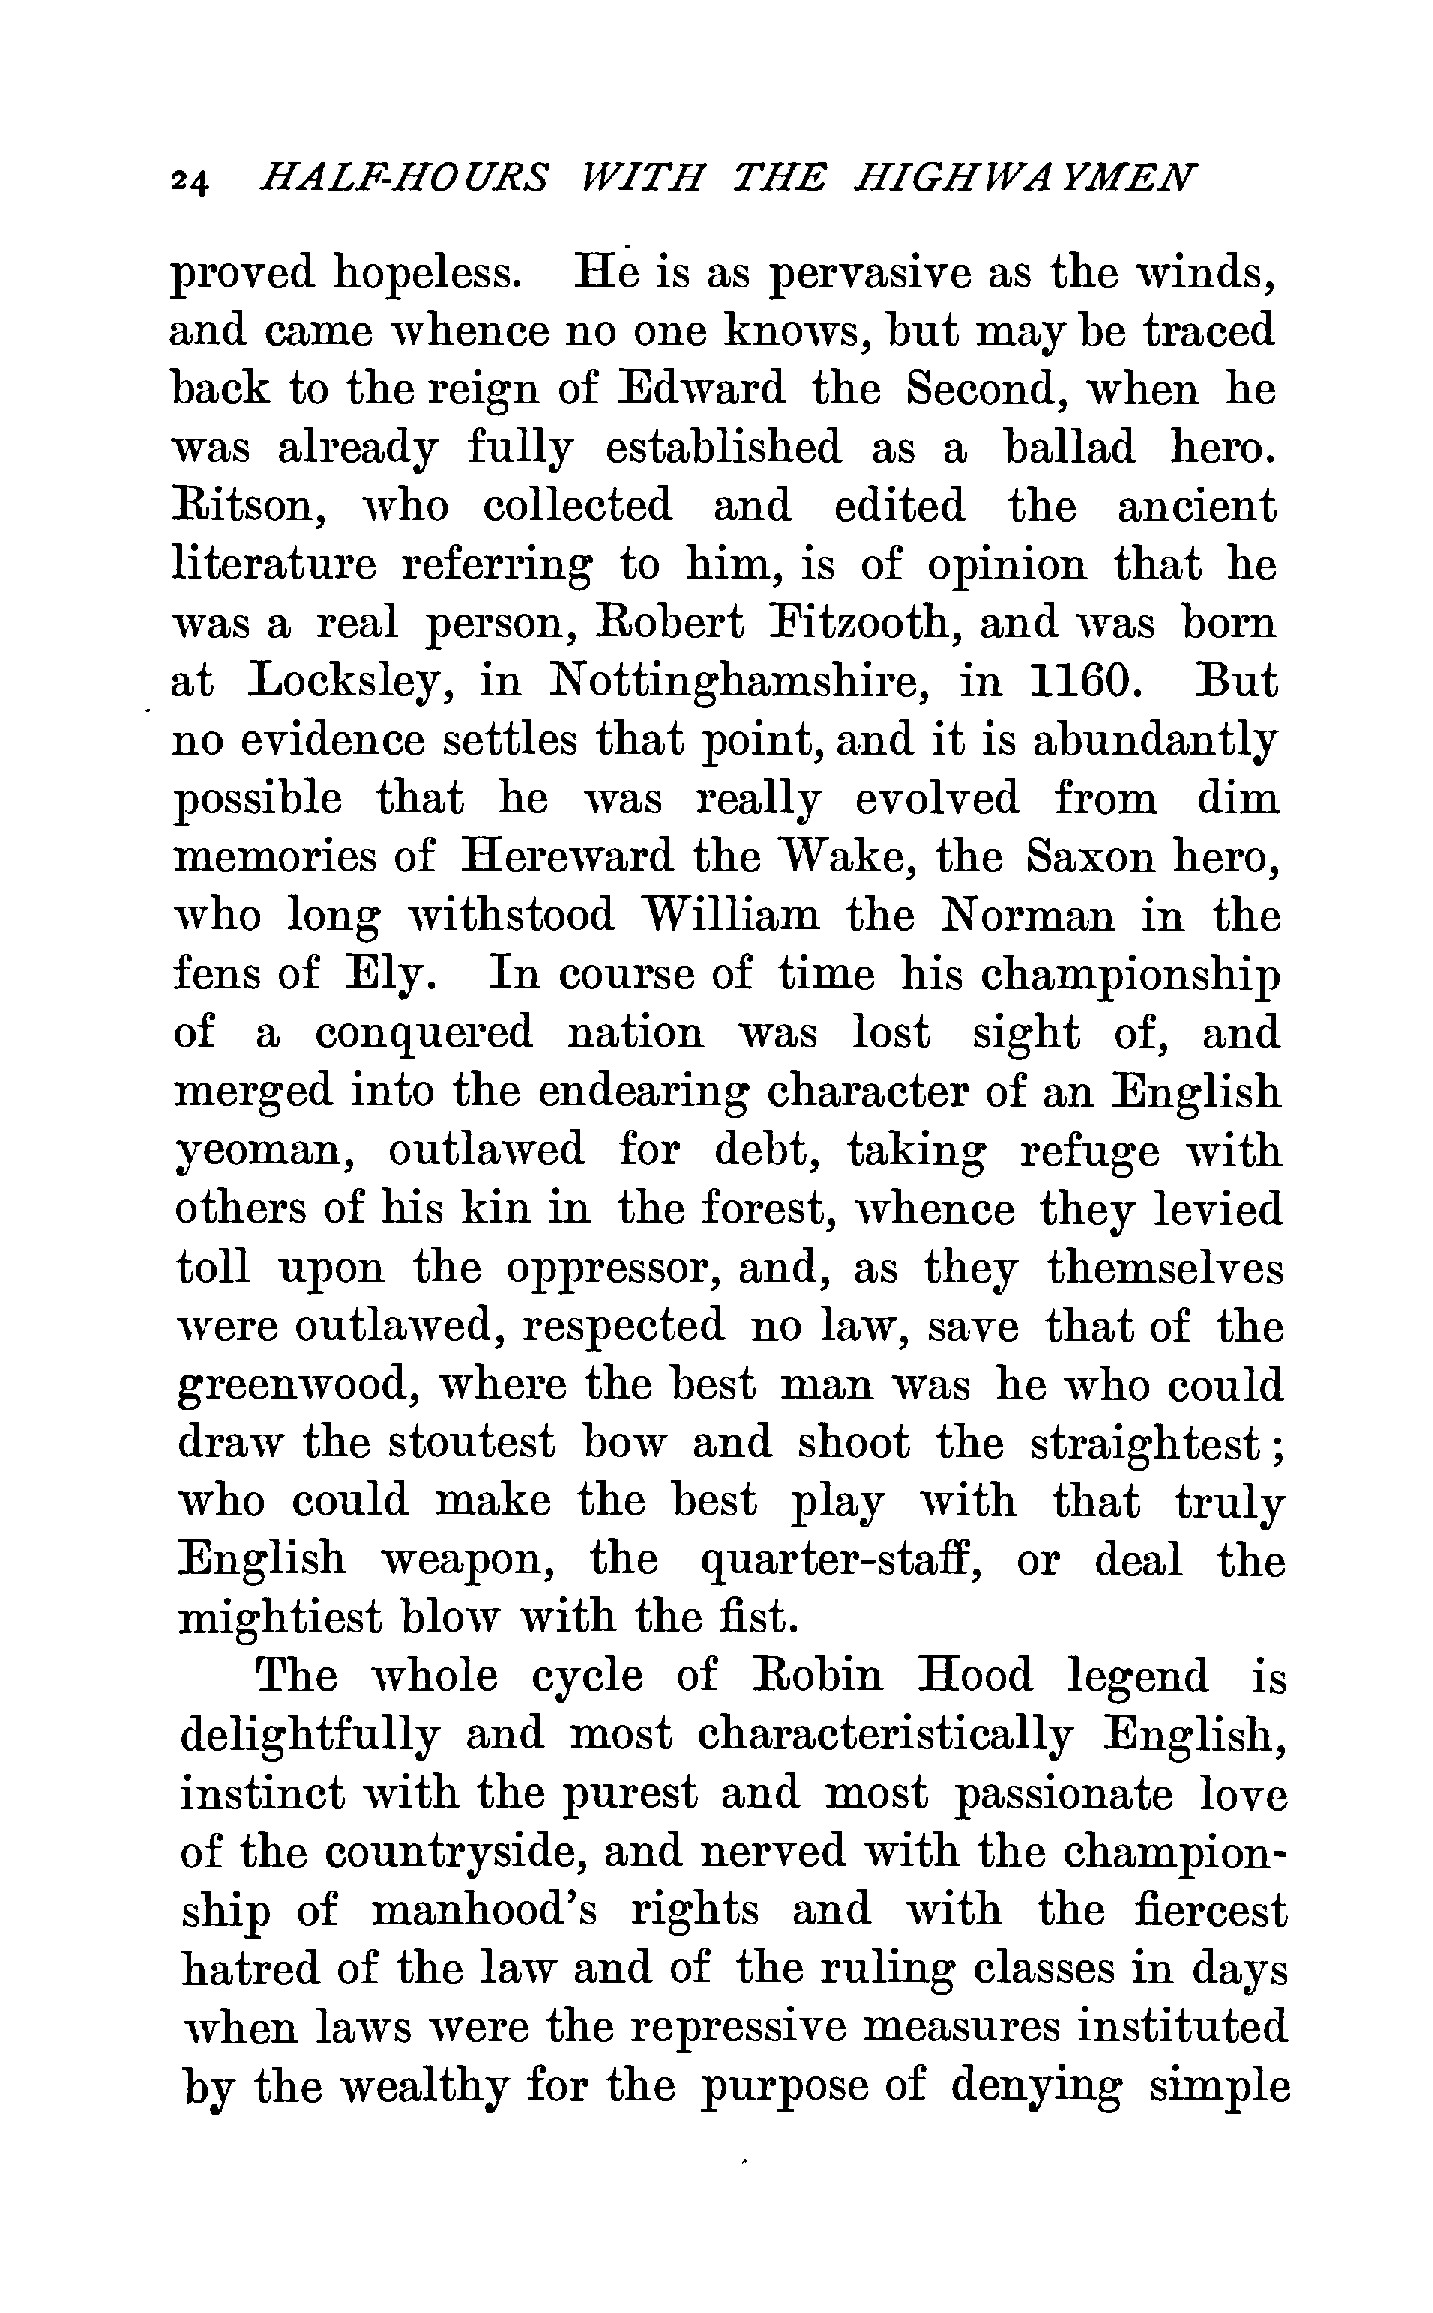 24 HALF-HOURS WITH THE HIGHWAYMEN
proved hopeless. He is as pervasive as the winds,
and came whence no one knows, but may be traced
back to the reign of Edward the Second, when he
was already fully established as a ballad hero.
Ritson, who collected and edited the ancient
literature referring to him, is of opinion that he
was a real person, Robert Fitzooth, and was born
at Locksley, in Nottinghamshire, in 1160. But
no evidence settles that point, and it is abundantly
possible that he was really evolved from dim
memories of Hereward the Wake, the Saxon hero,
who long withstood William the Norman in the
fens of Ely. In course of time his championship
of a conquered nation was lost sight of, and
merged into the endearing character of an English
yeoman, outlawed for debt, taking refuge with
others of his kin in the forest, whence they levied
toll upon the oppressor, and, as they themselves
were outlawed, respected no law, save that of the
greenwood, where the best man was he who could
draw the stoutest bow and shoot the straightest ;
who could make the best play with that truly
English weapon, the quarter-staff, or deal the
mightiest blow with the fist.
The whole cycle of Robin Hood legend is
delightfully and most characteristically English,
instinct with the purest and most passionate love
of the countryside, and nerved with the champion-
ship of manhood's rights and with the fiercest
hatred of the law and of the ruling classes in days
when laws were the repressive measures instituted
by the wealthy for the purpose of denying simple